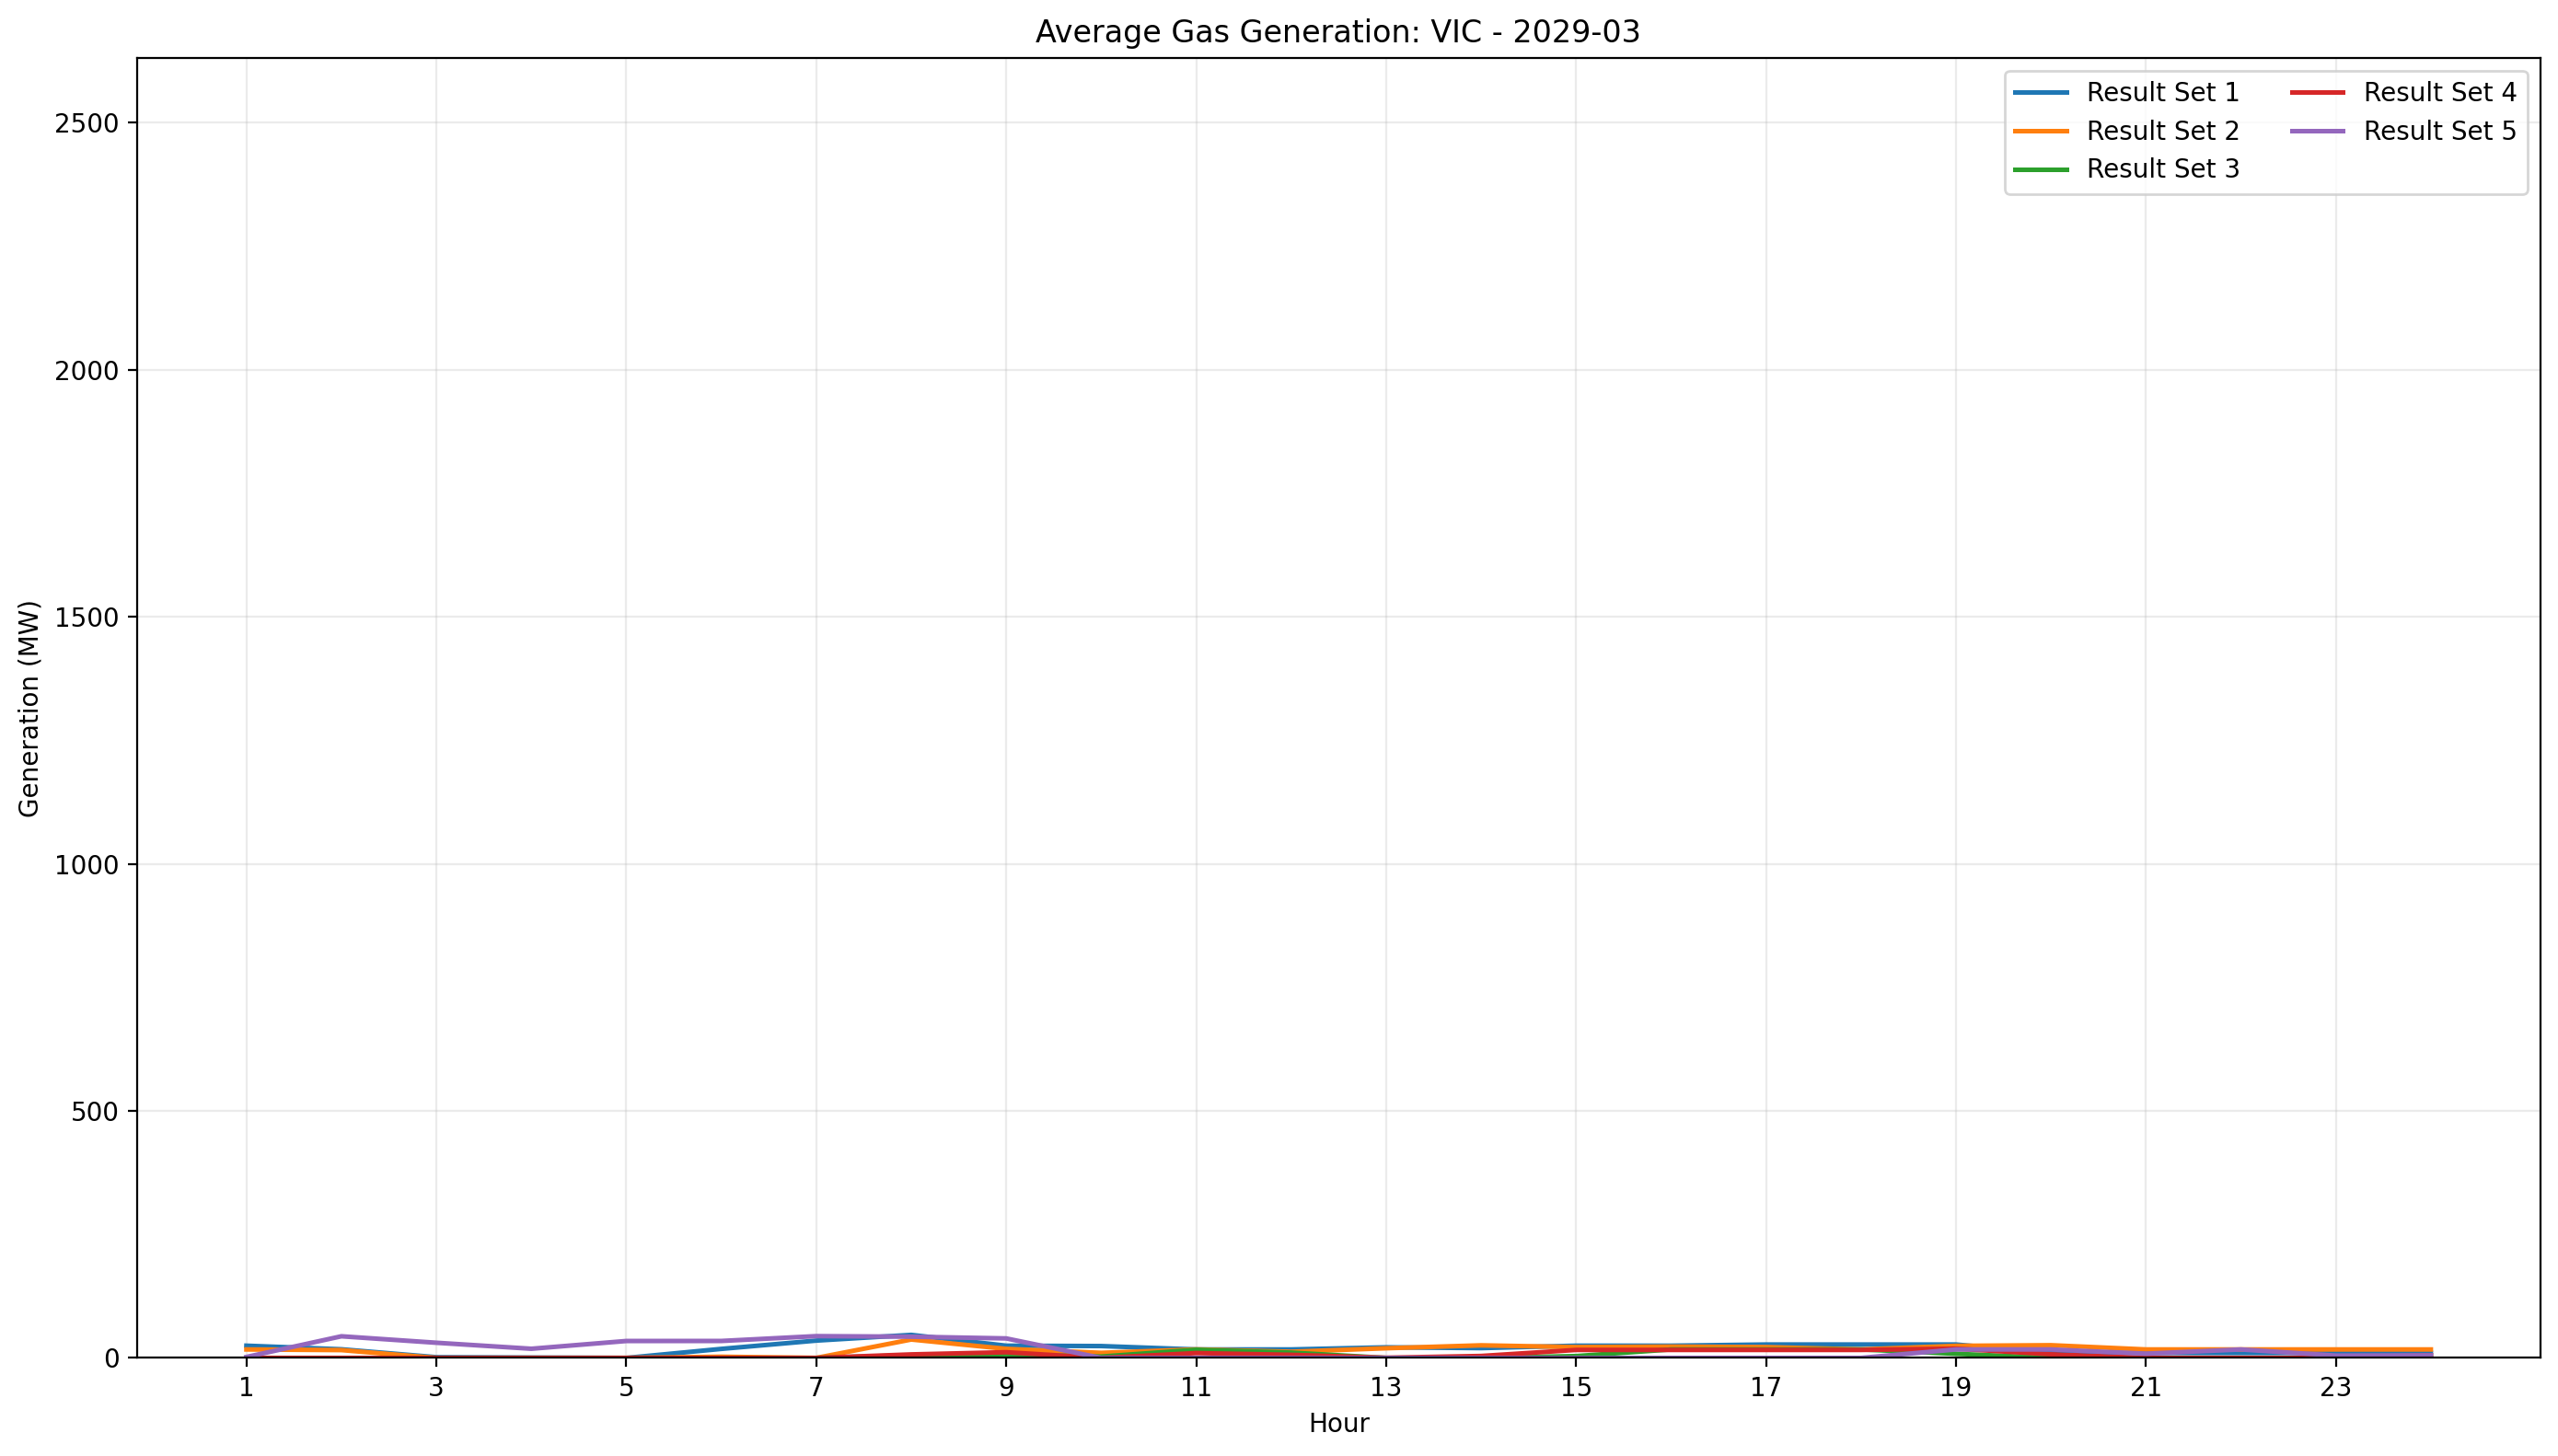 Average Gas Generation: VIC - 2029-03
Result Set 1
Result Set 2
Result Set 3
Result Set 4
Result Set 5
Generation (MW)
2500
2000
1500
1000
500
0
1 3 5 7 9 11 13 15 17 19 21 23
Hour